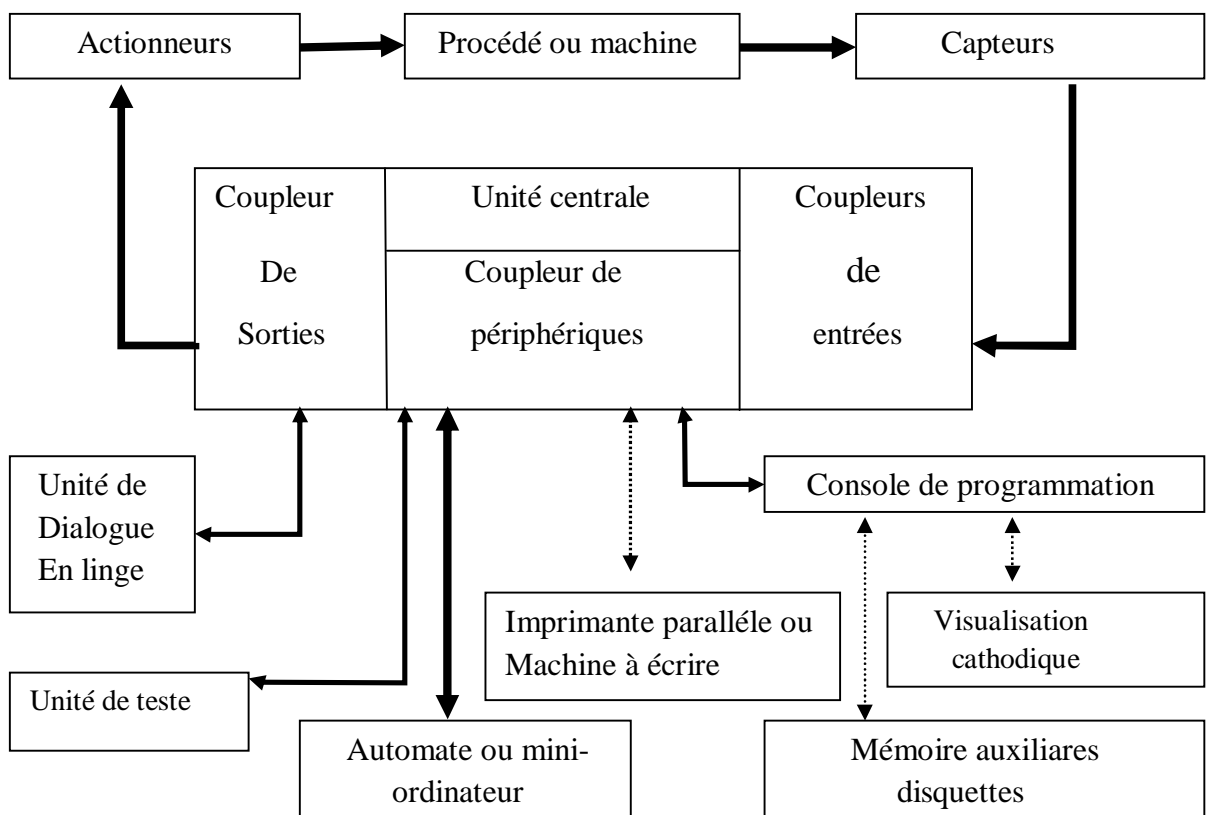 Actionneurs
Procédé ou machine
Capteurs
Coupleur
De
Sorties
Unité centrale
Coupleur de
périphériques
Coupleurs
de
entrées
Unité de
Dialogue
En linge
Console de programmation
Imprimante paralléle ou
Machine à écrire
Visualisation
cathodique
Unité de teste
Automate ou mini-
ordinateur
Mémoire auxiliares
disquettes